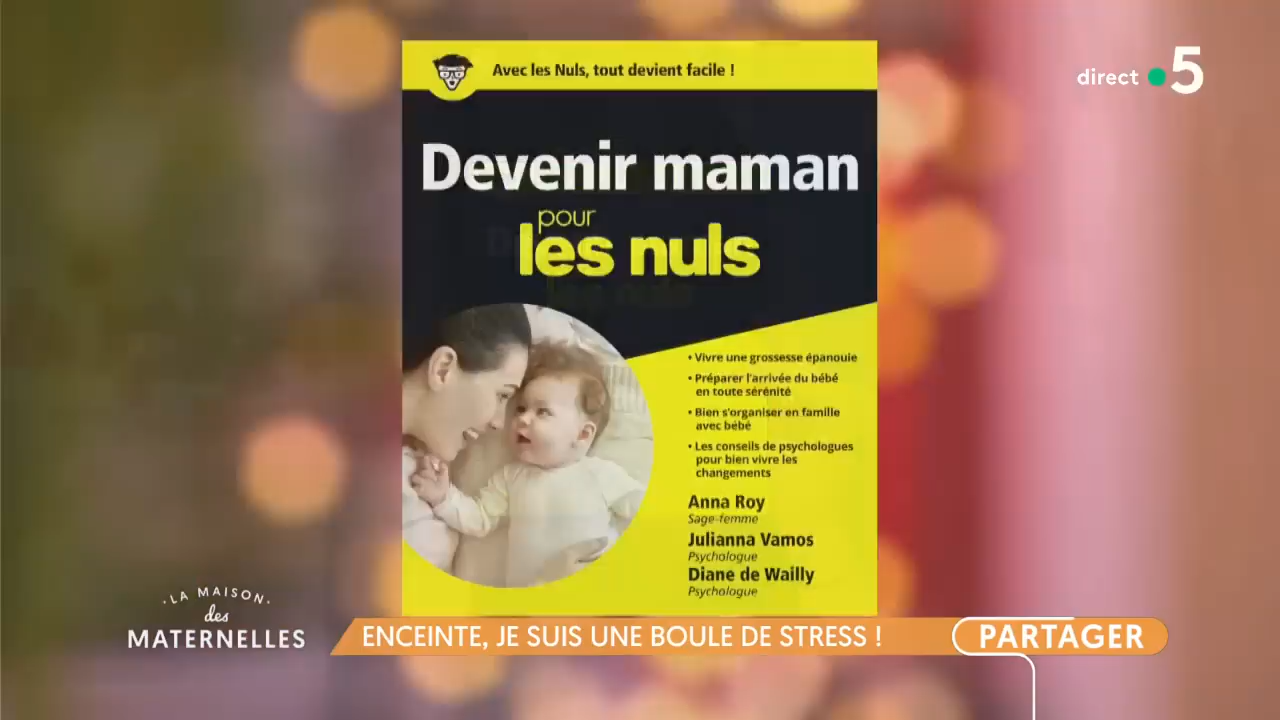 Avec les Nuls, tout devient facile !
direct 5
Devenir maman
pour
les nuls
• Vivre une grossesse épanouie
• Préparer l'arrivée du bébé
en toute sérénité
• Bien s'organiser en famille
avec bébé
• Les conseils de psychologues
pour bien vivre les
changements
Anna Roy
Sage-femme
Julianna Vamos
Psychologue
Diane de Wailly
Psychologue
·LA MAISON·
des
MATERNELLES
ENCEINTE, JE SUIS UNE BOULE DE STRESS !
PARTAGER